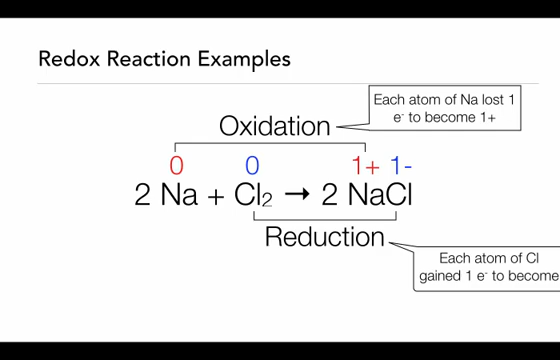 Redox Reaction Examples
Each atom of Na lost 1
e⁻ to become 1+
Oxidation
0 0 1+ 1-
2 Na + Cl₂ → 2 NaCl
Reduction
Each atom of Cl
gained 1 e⁻ to become